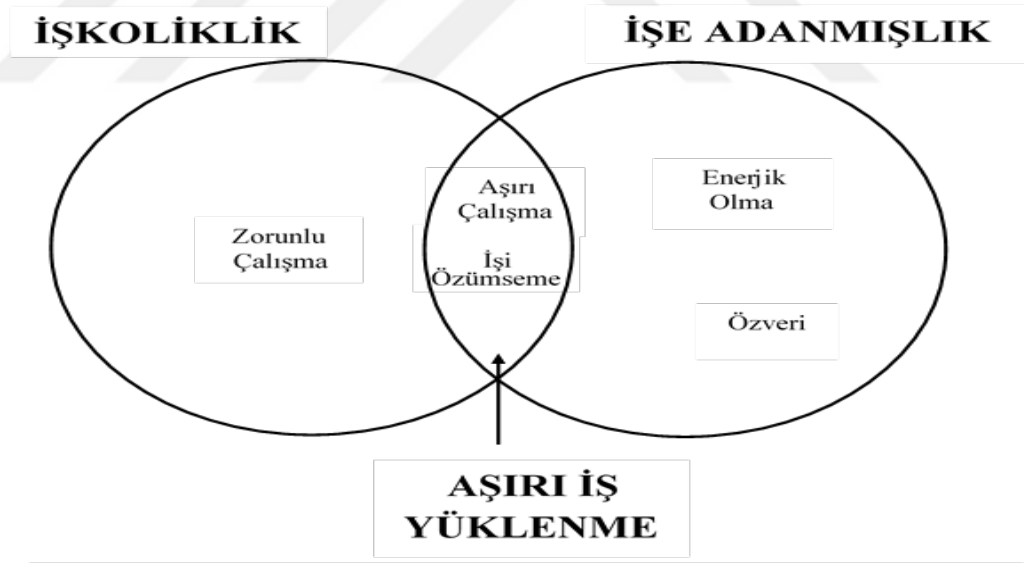 İŞKOLİKLİK
İŞE ADANMIŞLIK
Aşırı
Çalışma
Enerjik
Olma
Zorunlu
Çalışma
İşi
Özümseme
Özveri
AŞIRI İŞ
YÜKLENME